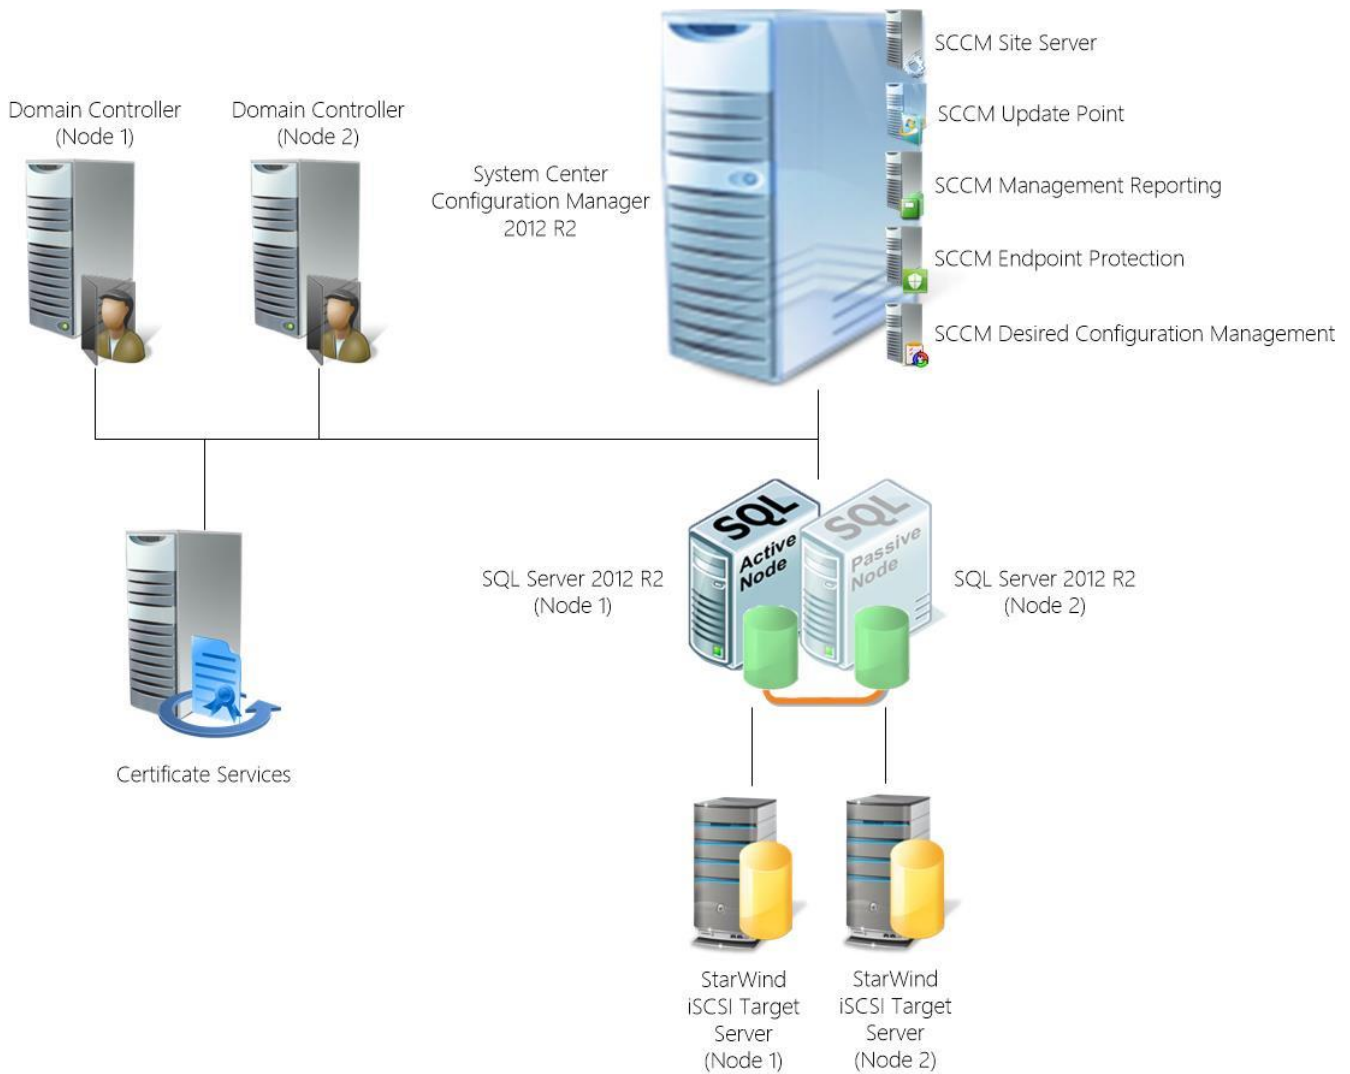 Domain Controller
(Node 1)
Domain Controller
(Node 2)
System Center
Configuration Manager
2012 R2
SCCM Site Server
SCCM Update Point
SCCM Management Reporting
SCCM Endpoint Protection
SCCM Desired Configuration Management
SQL
Active
Node
SQL
Passive
Node
SQL Server 2012 R2
(Node 1)
SQL Server 2012 R2
(Node 2)
Certificate Services
StarWind
iSCSI Target
Server
(Node 1)
StarWind
iSCSI Target
Server
(Node 2)